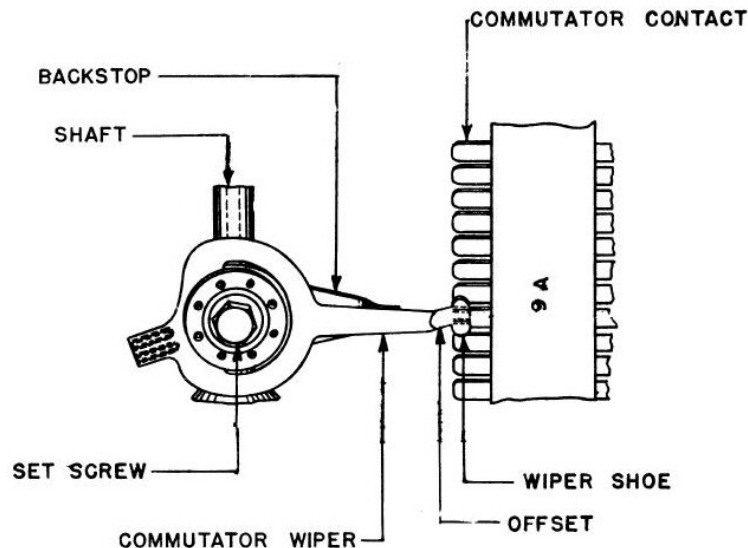 COMMUTATOR CONTACT
BACKSTOP
SHAFT
9A
SET SCREW
WIPER SHOE
OFFSET
COMMUTATOR WIPER